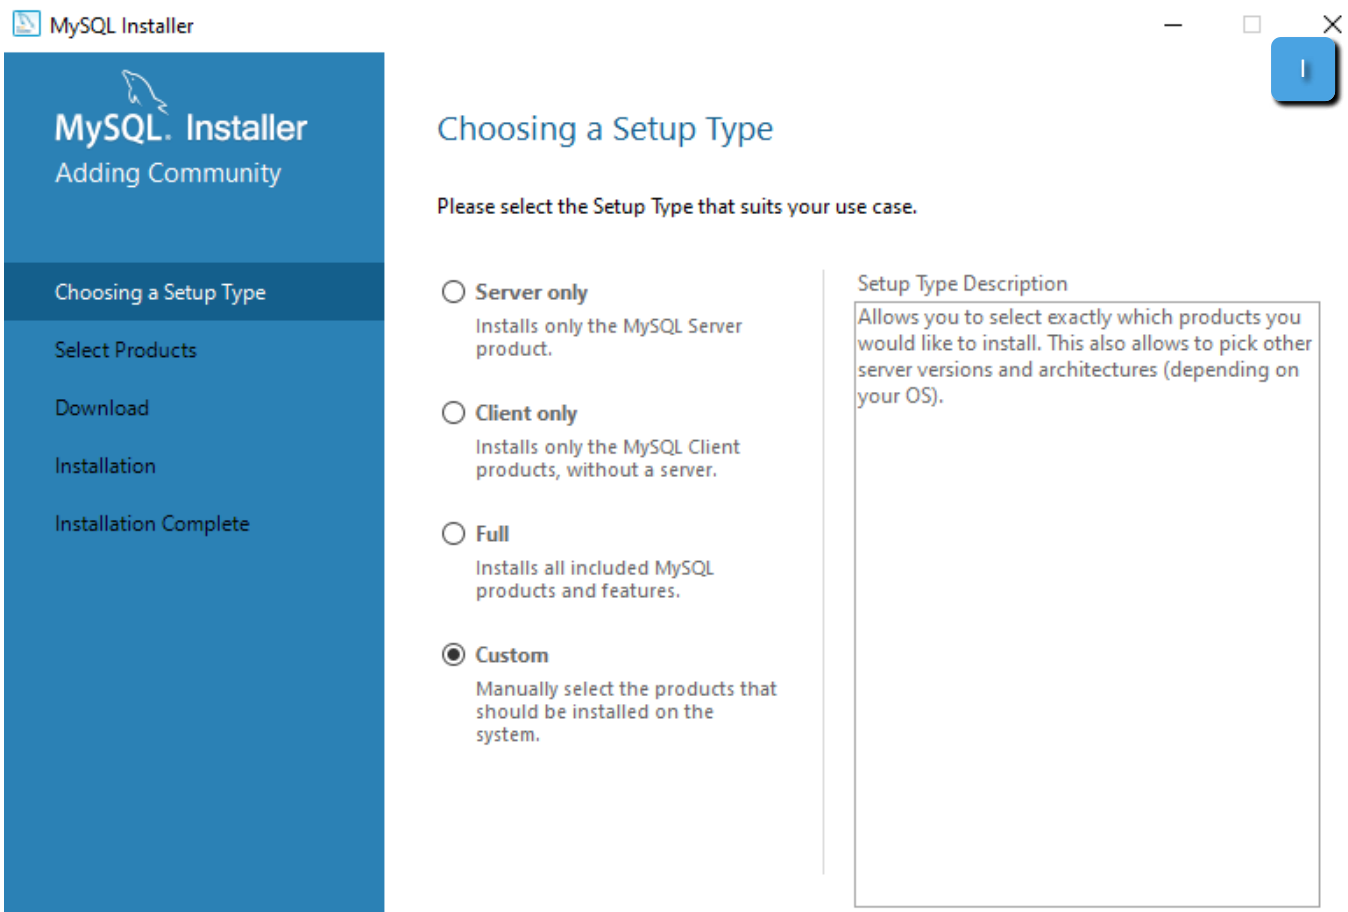 MySQL Installer
MySQL. Installer
Adding Community
Choosing a Setup Type
Select Products
Download
Installation
Installation Complete
Choosing a Setup Type
Please select the Setup Type that suits your use case.
Server only
Installs only the MySQL Server
product.
Client only
Installs only the MySQL Client
products, without a server.
Full
Installs all included MySQL
products and features.
Custom
Manually select the products that
should be installed on the
system.
Setup Type Description
Allows you to select exactly which products you
would like to install. This also allows to pick other
server versions and architectures (depending on
your OS).